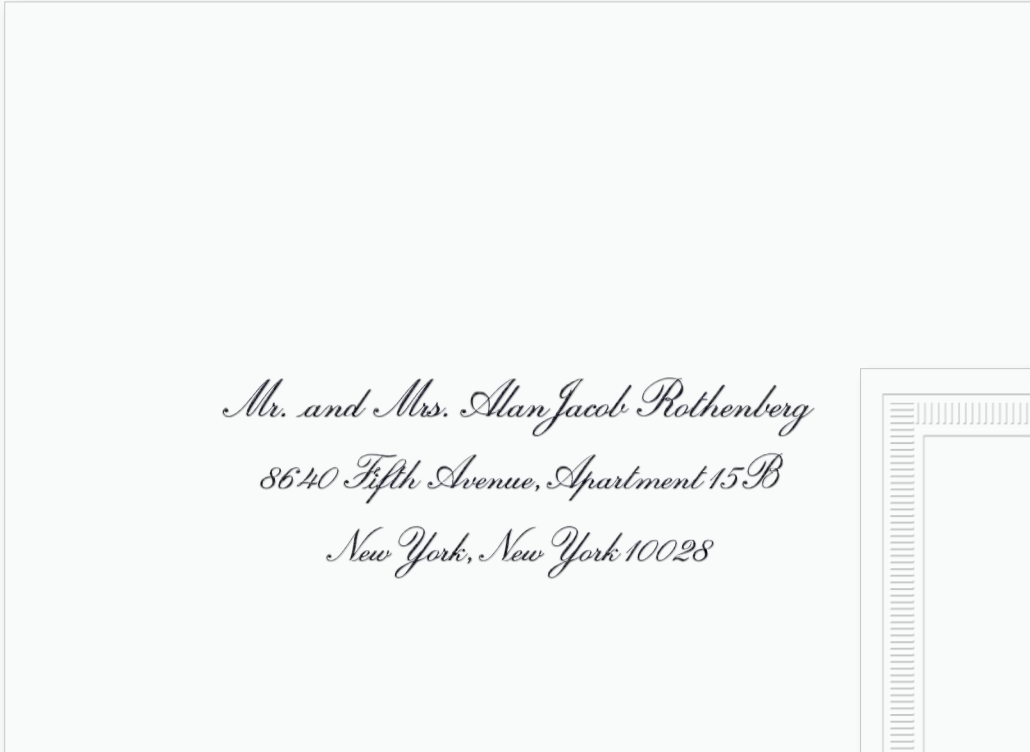 Mr. and Mrs. Alan Jacob Rothenberg
8640 Fifth Avenue, Apartment 15B
New York, New York 10028